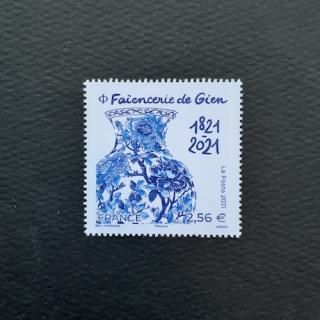 Faïencerie de Gien
1821
-2021
La Poste 2021
FRANCE
2,56 €